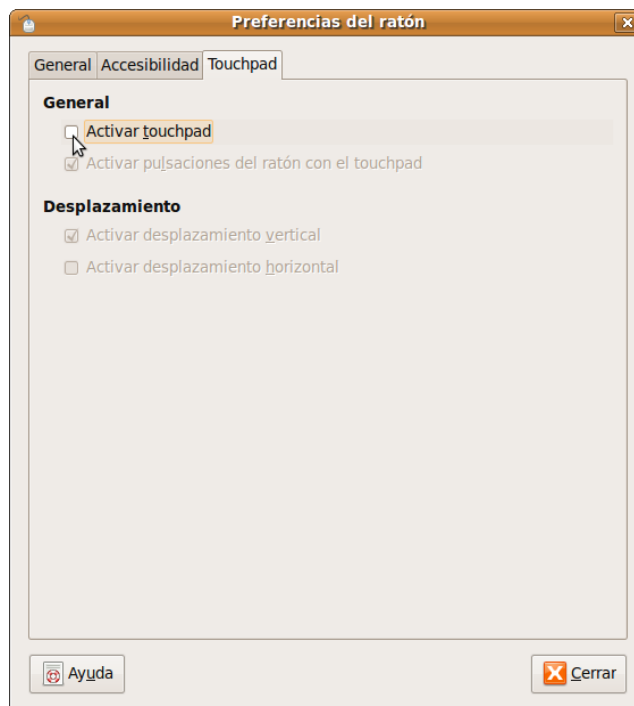 Preferencias del ratón
General Accesibilidad Touchpad
General
Activar touchpad
Activar pulsaciones del ratón con el touchpad
Desplazamiento
Activar desplazamiento vertical
Activar desplazamiento horizontal
Ayuda Cerrar